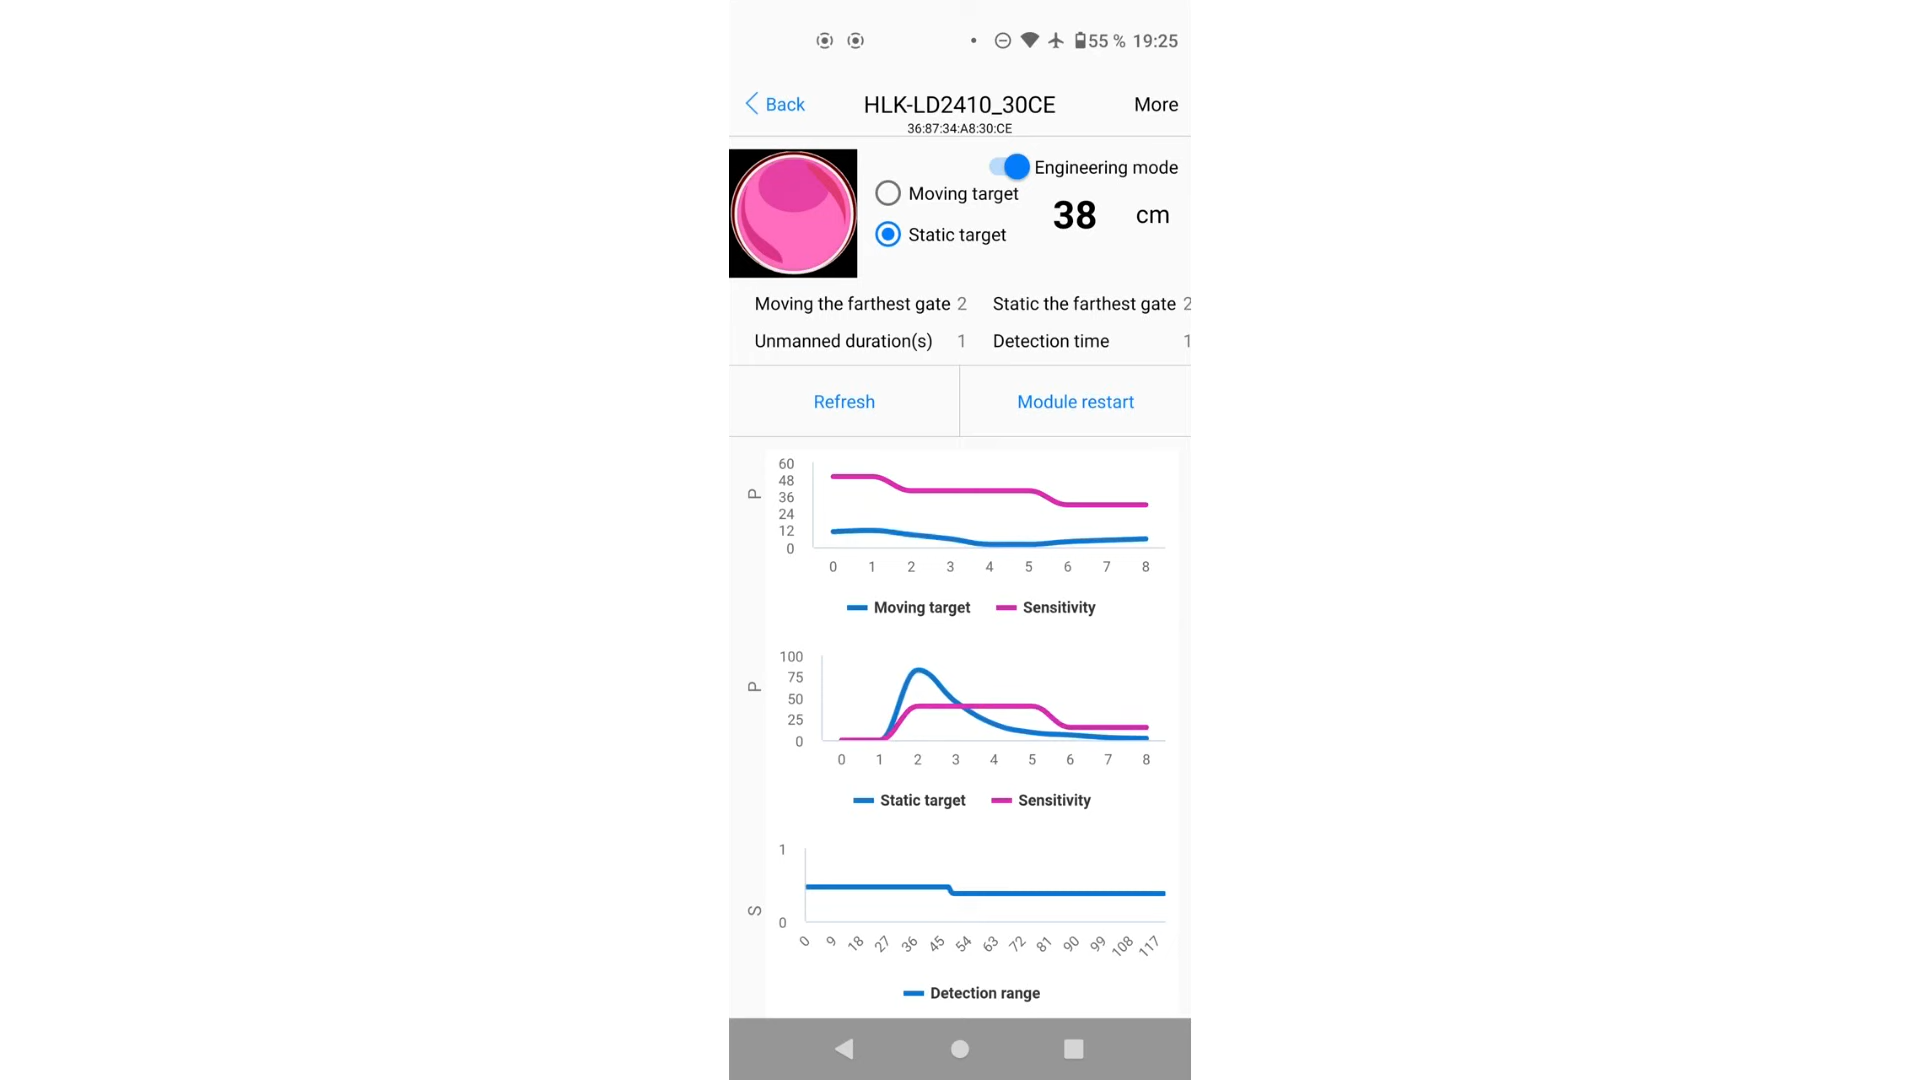 55 % 19:25
Back HLK-LD2410_30CE More
36:87:34:A8:30:CE
Engineering mode
Moving target
38 cm
Static target
Moving the farthest gate 2 Static the farthest gate 2
Unmanned duration(s) 1 Detection time 1
Refresh Module restart
P
60
48
36
24
12
0
0 1 2 3 4 5 6 7 8
Moving target Sensitivity
P
100
75
50
25
0
0 1 2 3 4 5 6 7 8
Static target Sensitivity
S
1
0
0 9 18 27 36 45 54 63 72 81 90 99 108 117
Detection range